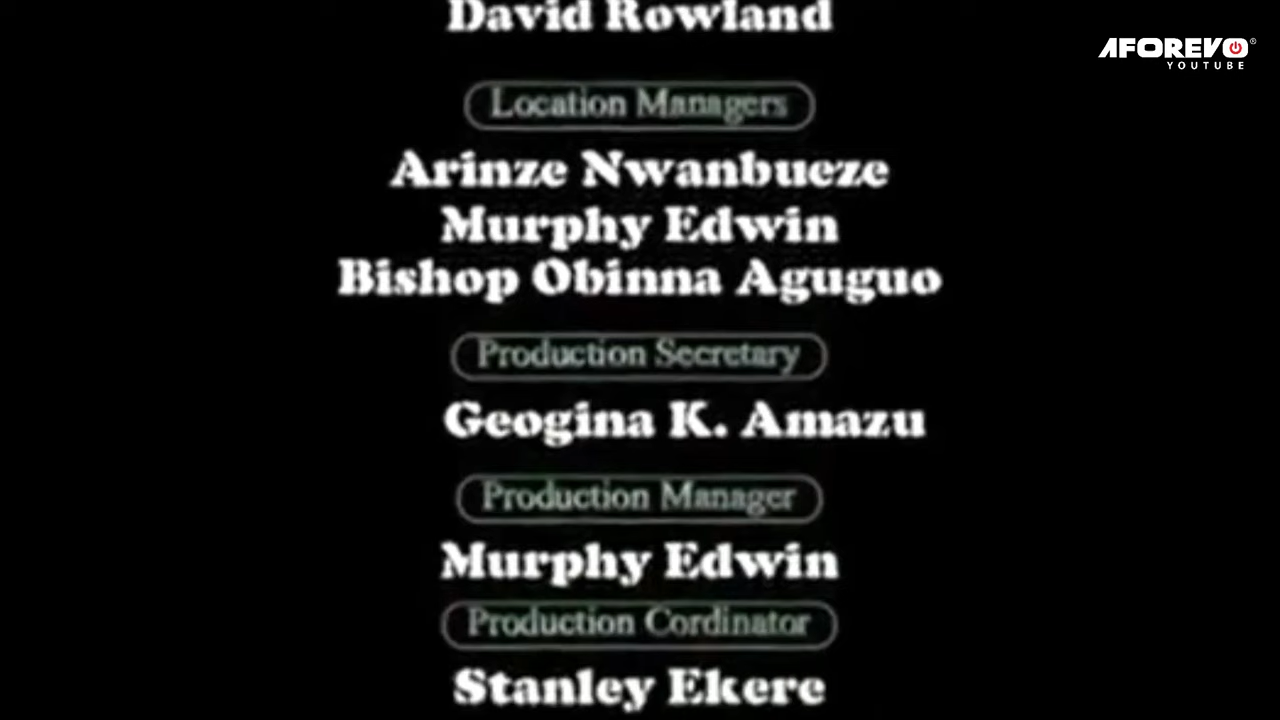 David Rowland
AFOREVO
YOUTUBE
Location Managers
Arinze Nwanbueze
Murphy Edwin
Bishop Obinna Aguguo
Production Secretary
Geogina K. Amazu
Production Manager
Murphy Edwin
Production Cordinator
Stanley Ekere